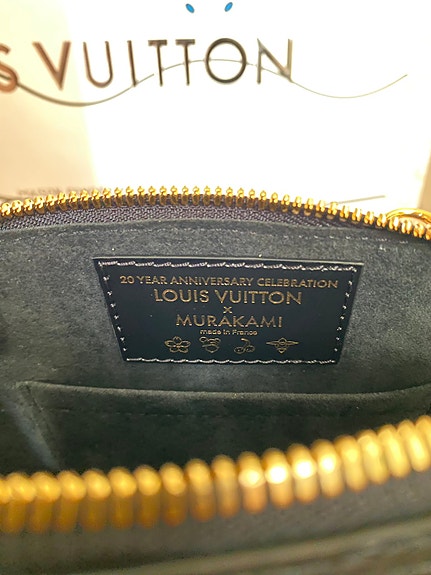 S VUITTON
20 YEAR ANNIVERSARY CELEBRATION
LOUIS VUITTON
×
MURAKAMI
made in France